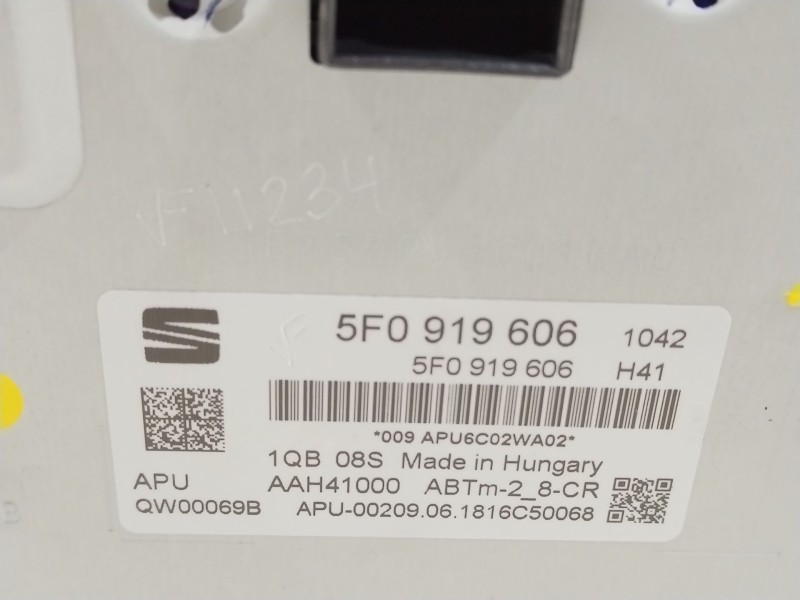 VF11234
5F0 919 606 1042
5F0 919 606 H41
*009 APU6C02WA02*
1QB 08S Made in Hungary
APU AAH41000 ABTm-2_8-CR
QW00069B APU-00209.06.1816C50068